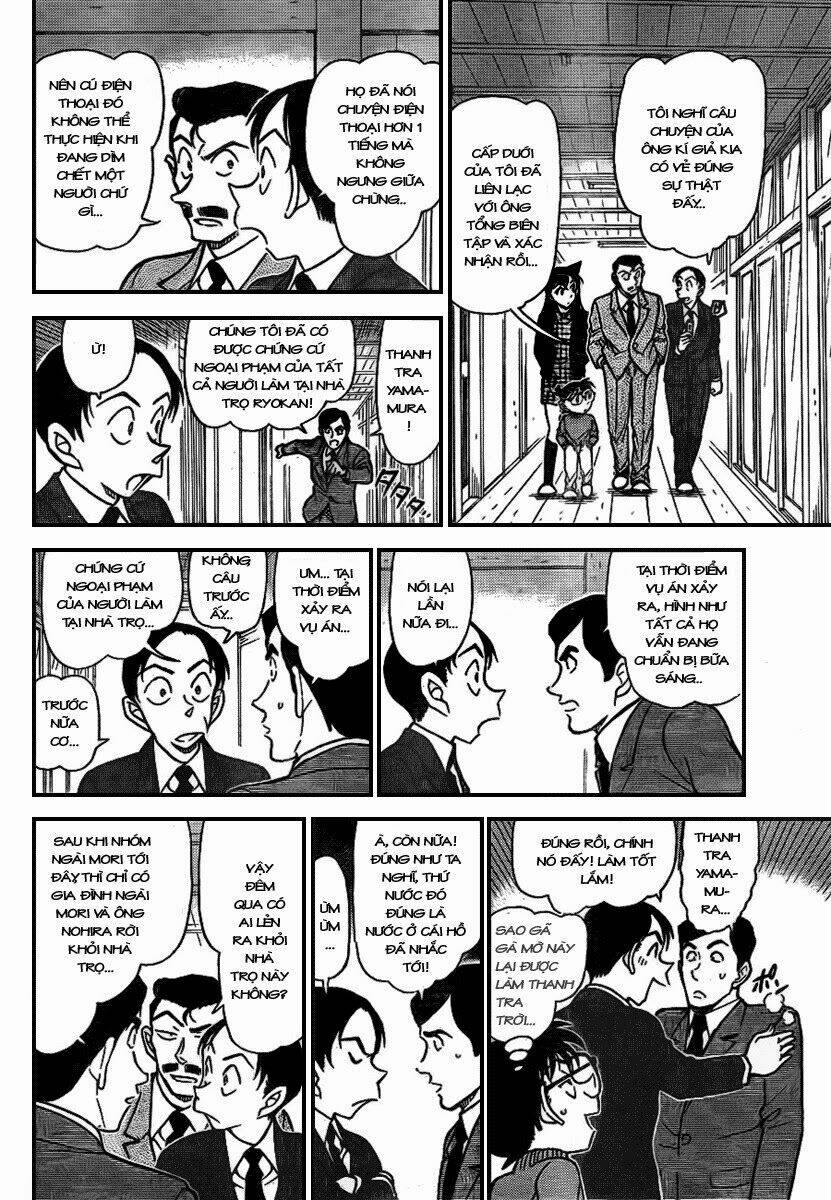 TÔI NGHĨ CÂU
CHUYỆN CỦA
ÔNG KÍ GIẢ KIA
CÓ VẺ ĐÚNG
SỰ THẬT
ĐẤY...
CẤP DƯỚI
CỦA TÔI ĐÃ
LIÊN LẠC
VỚI ÔNG
TỔNG BIÊN
TẬP VÀ XÁC
NHẬN RỒI...
HỌ ĐÃ NÓI
CHUYỆN ĐIỆN
THOẠI HƠN 1
TIẾNG MÀ
KHÔNG
NGƯNG GIỮA
CHỪNG..
NÊN CÚ ĐIỆN
THOẠI ĐÓ
KHÔNG THỂ
THỰC HIỆN KHI
ĐANG DÌM
CHẾT MỘT
NGƯỜI CHỨ
GÌ...
THANH
TRA
YAMA-
MURA
!
CHÚNG TÔI ĐÃ CÓ
ĐƯỢC CHỨNG CỨ
NGOẠI PHẠM CỦA TẤT
CẢ NGƯỜI LÀM TẠI NHÀ
TRỌ RYOKAN!
Ừ!
TẠI THỜI ĐIỂM
VỤ ÁN XẢY
RA, HÌNH NHƯ
TẤT CẢ HỌ
VẪN ĐANG
CHUẨN BỊ BỮA
SÁNG...
NÓI LẠI
LẦN
NỮA ĐI...
ƯM... TẠI
THỜI ĐIỂM
XẢY RA
VỤ ÁN...
KHÔNG,
CÂU
TRƯỚC
ẤY...
CHỨNG CỨ
NGOẠI PHẠM
CỦA NGƯỜI LÀM
TẠI NHÀ TRỌ...
TRƯỚC
NỮA
CƠ...
THANH
TRA
YAMA-
MU-
RA...
ĐÚNG RỒI, CHÍNH
NÓ ĐẤY! LÀM TỐT
LẮM!
SAO GÃ
GÀ MỜ NÀY
LẠI ĐƯỢC
LÀM THANH
TRA
TRỜI...
À, CÒN NỮA!
ĐÚNG NHƯ TA
NGHĨ, THỨ
NƯỚC ĐÓ
ĐÚNG LÀ
NƯỚC Ở CÁI HỒ
ĐÃ NHẮC
TỚI!
ỪM
ỪM
...
VẬY
ĐÊM
QUA CÓ
AI LẺN
RA KHỎI
NHÀ
TRỌ NÀY
KHÔNG?
SAU KHI NHÓM
NGÀI MORI TỚI
ĐÂY, THÌ CHỈ CÓ
GIA ĐÌNH NGÀI
MORI VÀ ÔNG
NOHIRA RỜI
KHỎI NHÀ
TRỌ...